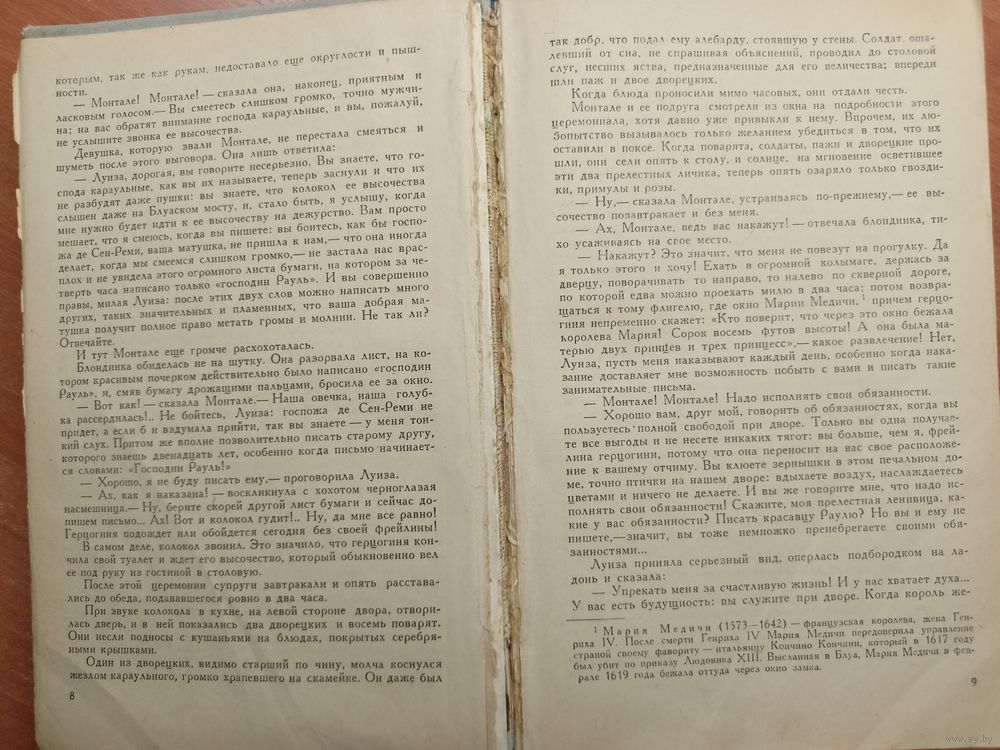 которым, так же как рукам, недоставало еще округлости и пыш-
ности.
— Монтале! Монтале! — сказала она, наконец, приятным и
ласковым голосом.— Вы смеетесь слишком громко, точно мужчи-
на; на вас обратят внимание господа караульные, и вы, пожалуй,
не услышите звонка ее высочества.
Девушка, которую звали Монтале, не перестала смеяться и
шуметь после этого выговора. Она лишь ответила:
— Луиза, дорогая, вы говорите несерьезно. Вы знаете, что го-
спода караульные, как вы их называете, теперь заснули и что их
не разбудят даже пушки: вы знаете, что колокол ее высочества
слышен даже на Блуаском мосту, и, стало быть, я услышу, когда
мне нужно будет идти к ее высочеству на дежурство. Вам просто
мешает, что я смеюсь, когда вы пишете: вы боитесь, как бы госпо-
жа де Сен-Реми, ваша матушка, не пришла к нам,— что она иногда
делает, когда мы смеемся слишком громко,— не застала нас врас-
плох и не увидела этого огромного листа бумаги, на котором за че-
тверть часа написано только «господин Рауль». И вы совершенно
правы, милая Луиза: после этих двух слов можно написать много
других, таких значительных и пламенных, что ваша добрая ма-
тушка получит полное право метать громы и молнии. Не так ли?
Отвечайте.
И тут Монтале еще громче расхохоталась.
Блондинка обиделась не на шутку. Она разорвала лист, на ко-
тором красивым почерком действительно было написано «господин
Рауль», и, смяв бумагу дрожащими пальцами, бросила ее за окно.
— Вот как! — сказала Монтале.— Наша овечка, наша голуб-
ка рассердилась!.. Не бойтесь, Луиза: госпожа де Сен-Реми не
придет, а если б и вздумала прийти, так вы знаете — у меня тон-
кий слух. Притом же вполне позволительно писать старому другу,
которого знаешь двенадцать лет, особенно когда письмо начинает-
ся словами: «Господин Рауль!»
— Хорошо, я не буду писать ему,— проговорила Луиза.
— Ах, как я наказана! — воскликнула с хохотом черноглазая
насмешница.— Ну, берите скорей другой лист бумаги и сейчас до-
пишем письмо... Ах! Вот и колокол гудит!.. Ну, да мне все равно!
Герцогиня подождет или обойдется сегодня без своей фрейлины!
В самом деле, колокол звонил. Это значило, что герцогиня кон-
чила свой туалет и ждет его высочество, который обыкновенно вел
ее под руку из гостиной в столовую.
После этой церемонии супруги завтракали и опять расстава-
лись до обеда, подававшегося ровно в два часа.
При звуке колокола в кухне, на левой стороне двора, отвори-
лась дверь, и в ней показались два дворецких и восемь поварят.
Они несли подносы с кушаньями на блюдах, покрытых серебря-
ными крышками.
Один из дворецких, видимо старший по чину, молча коснулся
жезлом караульного, громко храпевшего на скамейке. Он даже был
8
так добр, что подал ему алебарду, стоявшую у стены. Солдат, оша-
левший от сна, не спрашивая объяснений, проводил до столовой
слуг, несших яства, предназначенные для его величества; впереди
шли паж и двое дворецких.
Когда блюда проносили мимо часовых, они отдали честь.
Монтале и ее подруга смотрели из окна на подробности этого
церемониала, хотя давно уже привыкли к нему. Впрочем, их лю-
бопытство вызывалось только желанием убедиться в том, что их
оставили в покое. Когда поварята, солдаты, пажи и дворецкие про-
шли, они сели опять к столу, и солнце, на мгновение осветившее
эти два прелестных личика, теперь опять озаряло только гвозди-
ки, примулы и розы.
— Ну,— сказала Монтале, устраиваясь по-прежнему,— ее вы-
сочество позавтракает и без меня.
— Ах, Монтале, ведь вас накажут! — отвечала блондинка, ти-
хо усаживаясь на свое место.
— Накажут? Это значит, что меня не повезут на прогулку. Да
я только этого и хочу! Ехать в огромной колымаге, держась за
дверцу, поворачивать то направо, то налево по скверной дороге,
по которой едва можно проехать милю в два часа; потом возвра-
щаться к тому флигелю, где окно Марии Медичи, ¹ причем герцо-
гиня непременно скажет: «Кто поверит, что через это окно бежала
королева Мария! Сорок восемь футов высоты! А она была ма-
терью двух принцев и трех принцесс»,— какое развлечение! Нет,
Луиза, пусть меня наказывают каждый день, особенно когда нака-
зание доставляет мне возможность побыть с вами и писать такие
занимательные письма.
— Монтале! Монтале! Надо исполнять свои обязанности.
— Хорошо вам, друг мой, говорить об обязанностях, когда вы
пользуетесь полной свободой при дворе. Только вы одна получае-
те все выгоды и не несете никаких тягот: вы больше, чем я, фрей-
лина герцогини, потому что она переносит на вас свое расположе-
ние к вашему отчиму. Вы клюете зернышки в этом печальном до-
ме, точно птички на нашем дворе: вдыхаете воздух, наслаждаетесь
цветами и ничего не делаете. И вы же говорите мне, что надо ис-
полнять свои обязанности! Скажите, моя прелестная ленивица, ка-
кие у вас обязанности? Писать красавцу Раулю? Но вы и ему не
пишете,—значит, вы тоже немножко пренебрегаете своими обя-
занностями...
Луиза приняла серьезный вид, оперлась подбородком на ла-
донь и сказала:
— Упрекать меня за счастливую жизнь! И у вас хватает духа...
У вас есть будущность: вы служите при дворе. Когда король же-
¹ Мария Медичи (1573—1642) — французская королева, жена Ген-
риха IV. После смерти Генриха IV Мария Медичи передоверила управление
страной своему фавориту — итальянцу Кончино Кончини, который в 1617 году
был убит по приказу Людовика XIII. Высланная в Блуа, Мария Медичи в фев-
рале 1619 года бежала оттуда через окно замка.
9
www.ay.by